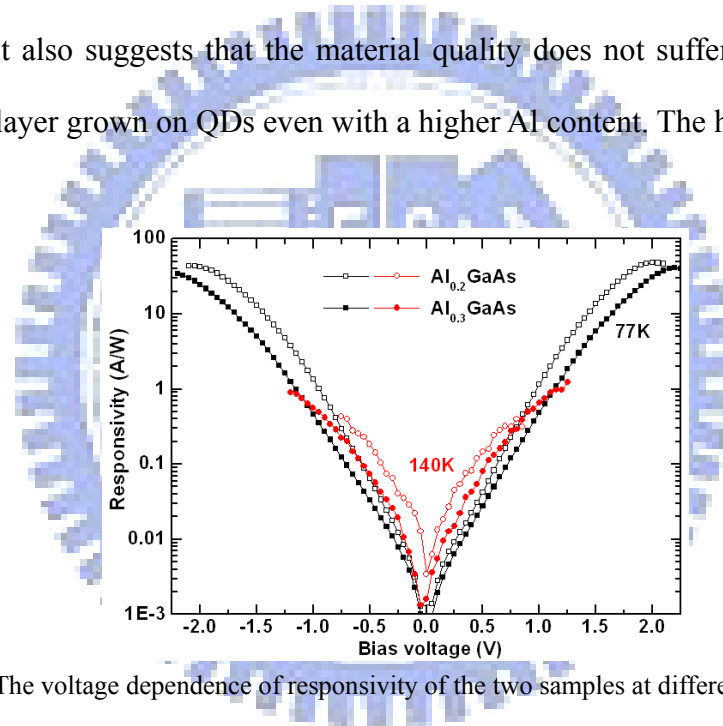 t also suggests that the material quality does not suffer
layer grown on QDs even with a higher Al content. The h
100
10
1
0.1
0.01
1E-3
Responsivity (A/W)
Al0.2GaAs
Al0.3GaAs
77K
140K
-2.0 -1.5 -1.0 -0.5 0.0 0.5 1.0 1.5 2.0
Bias voltage (V)
The voltage dependence of responsivity of the two samples at differe